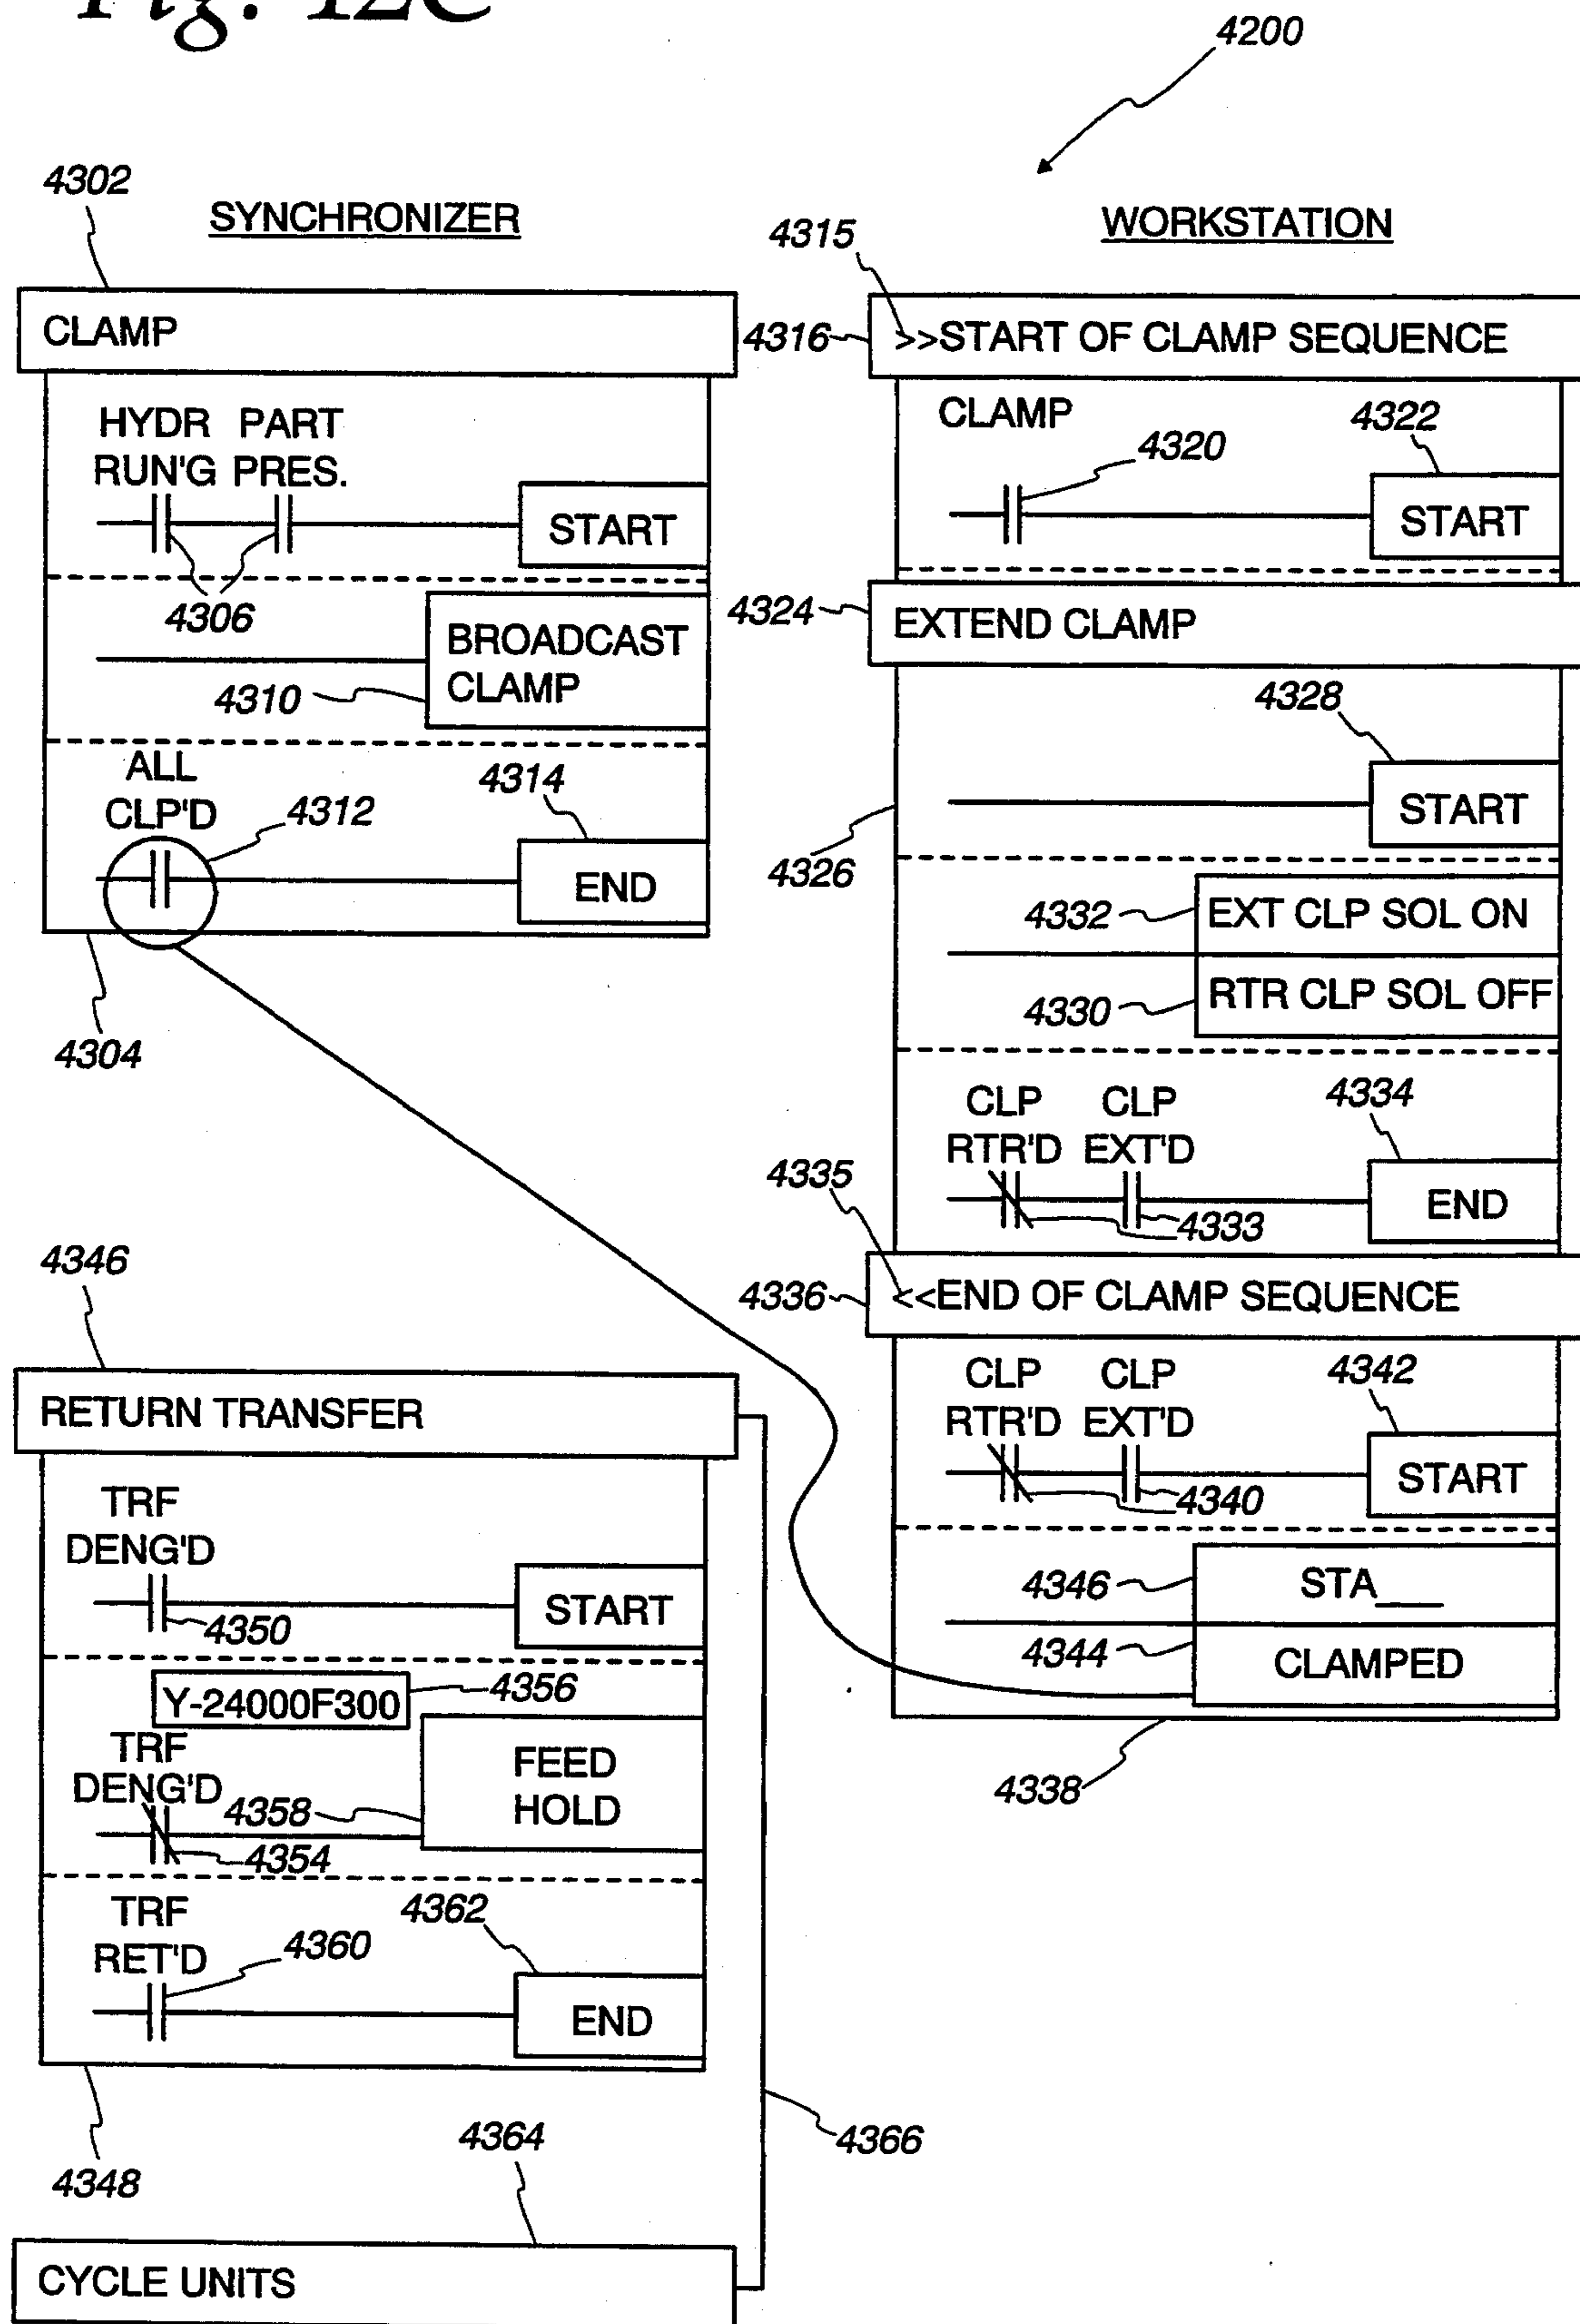 Fig. 42C
4200
4302
SYNCHRONIZER
CLAMP
HYDR PART
RUN'G PRES.
START
4306
BROADCAST
CLAMP
4310
ALL
CLP'D
4312
4314
END
4304
4346
RETURN TRANSFER
TRF
DENG'D
START
4350
Y-24000F300
4356
TRF
DENG'D
4358
FEED
HOLD
4354
TRF
RET'D
4360
4362
END
4366
4348
4364
CYCLE UNITS
WORKSTATION
4315
4316
>>START OF CLAMP SEQUENCE
CLAMP
4320
4322
START
4324
EXTEND CLAMP
4328
START
4326
4332
EXT CLP SOL ON
4330
RTR CLP SOL OFF
CLP CLP
RTR'D EXT'D
4334
END
4333
4335
4336
<<END OF CLAMP SEQUENCE
CLP CLP
RTR'D EXT'D
4342
START
4340
4346
STA___
4344
CLAMPED
4338